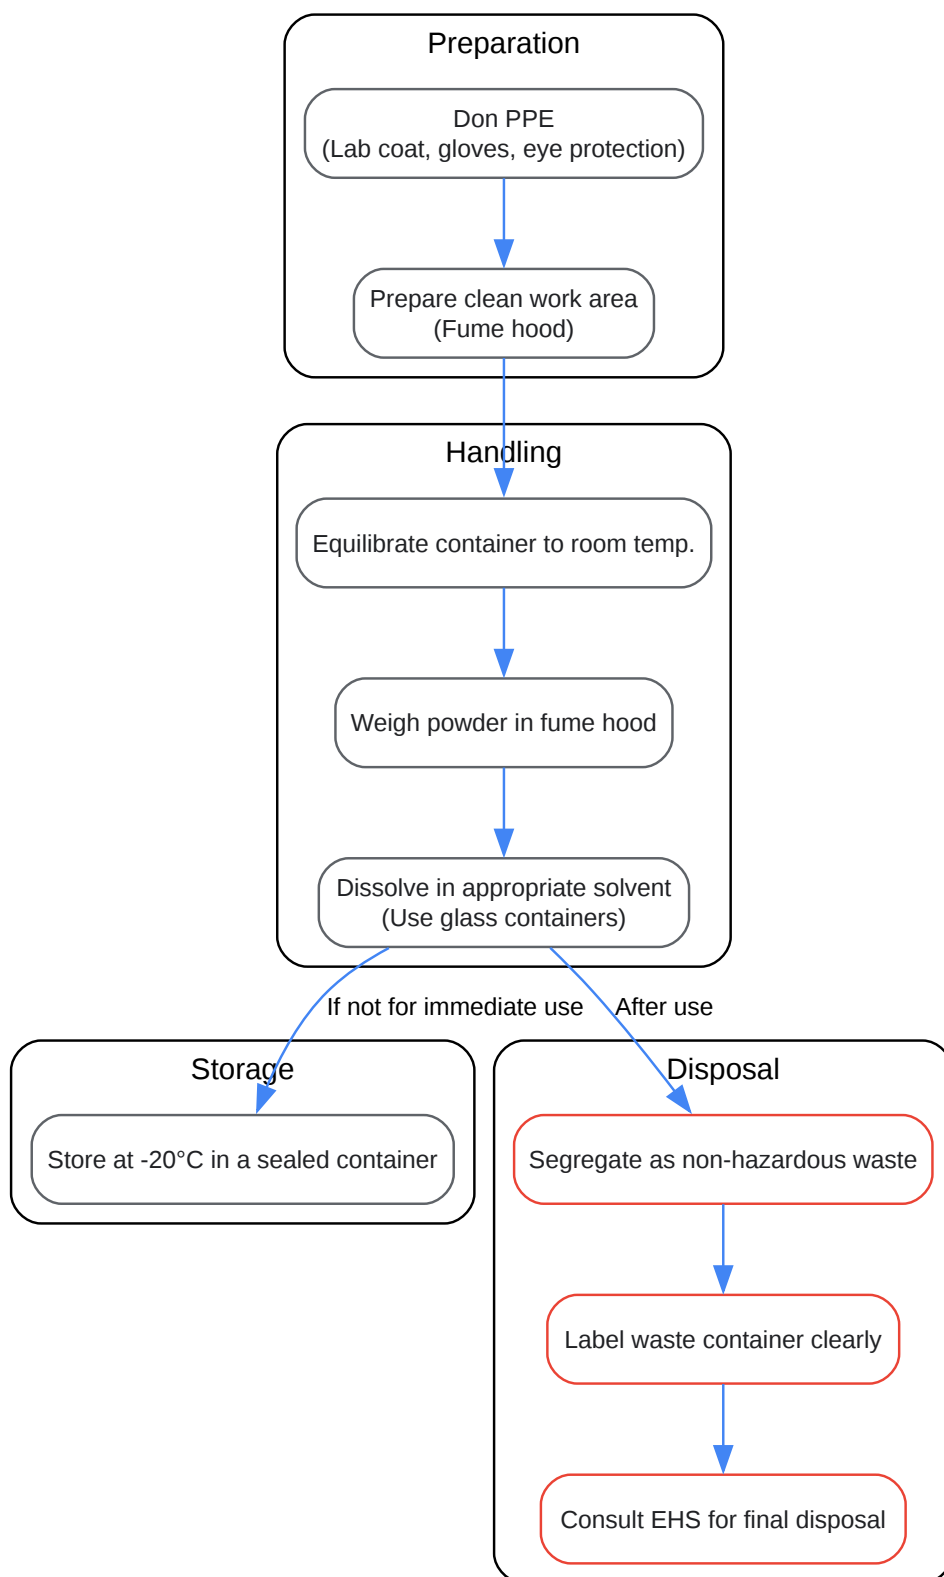 Preparation
Don PPE
(Lab coat, gloves, eye protection)
Prepare clean work area
(Fume hood)
Handling
Equilibrate container to room temp.
Weigh powder in fume hood
Dissolve in appropriate solvent
(Use glass containers)
If not for immediate use
After use
Storage
Store at -20°C in a sealed container
Disposal
Segregate as non-hazardous waste
Label waste container clearly
Consult EHS for final disposal